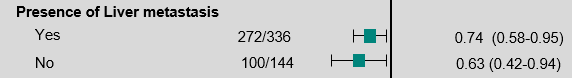 Presence of Liver metastasis
Yes 272/336 0.74 (0.58-0.95)
No 100/144 0.63 (0.42-0.94)